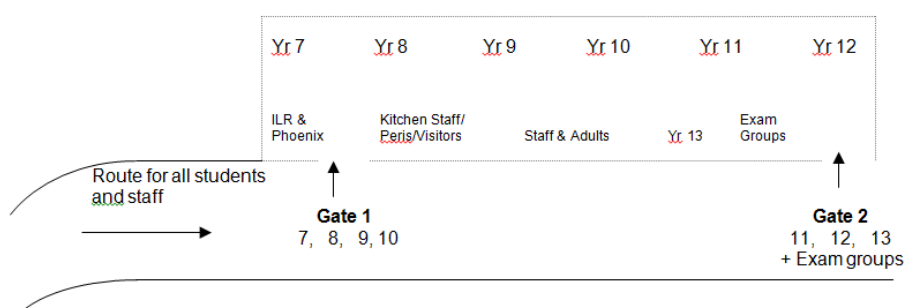 Yr 7 Yr 8 Yr 9 Yr 10 Yr 11 Yr 12
ILR &
Phoenix
Kitchen Staff/
Peris/Visitors
Staff & Adults
Yr 13
Exam
Groups
Route for all students
and staff
Gate 1
7, 8, 9, 10
Gate 2
11, 12, 13
+ Exam groups